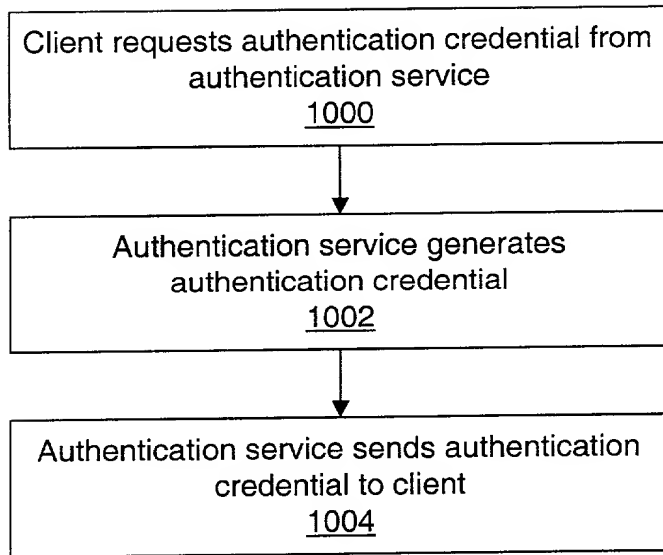 Client requests authentication credential from
authentication service
1000
Authentication service generates
authentication credential
1002
Authentication service sends authentication
credential to client
1004